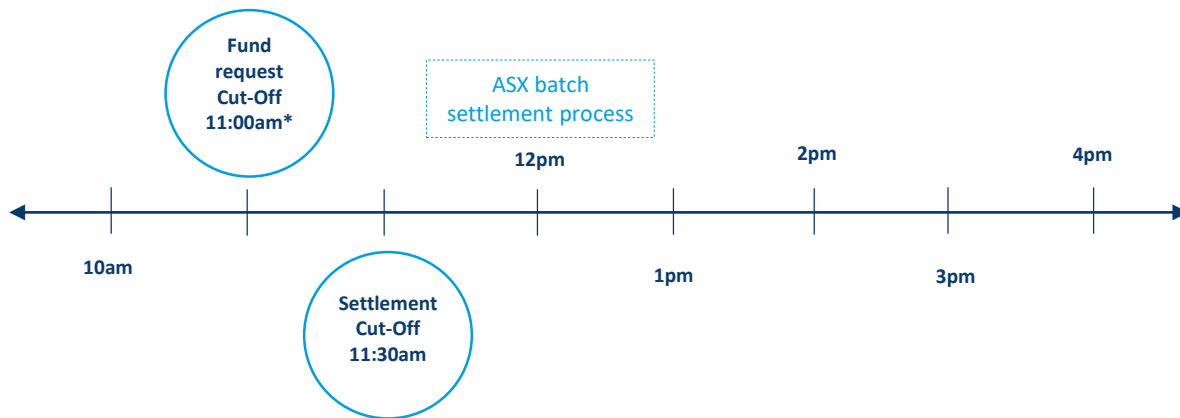 Fund
request
Cut-Off
11:00am*
ASX batch
settlement process
12pm
2pm
4pm
10am
1pm
3pm
Settlement
Cut-Off
11:30am